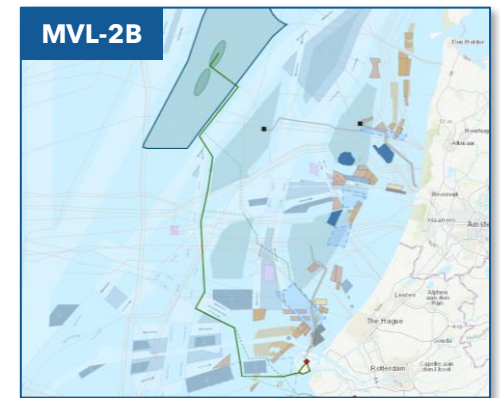 MVL-2B
Den Helder
Alkmaar
Haarlem
Leiden
Alphen
aan den
Rijn
The Hague
Gouda
Rotterdam
Capelle aan
den IJssel